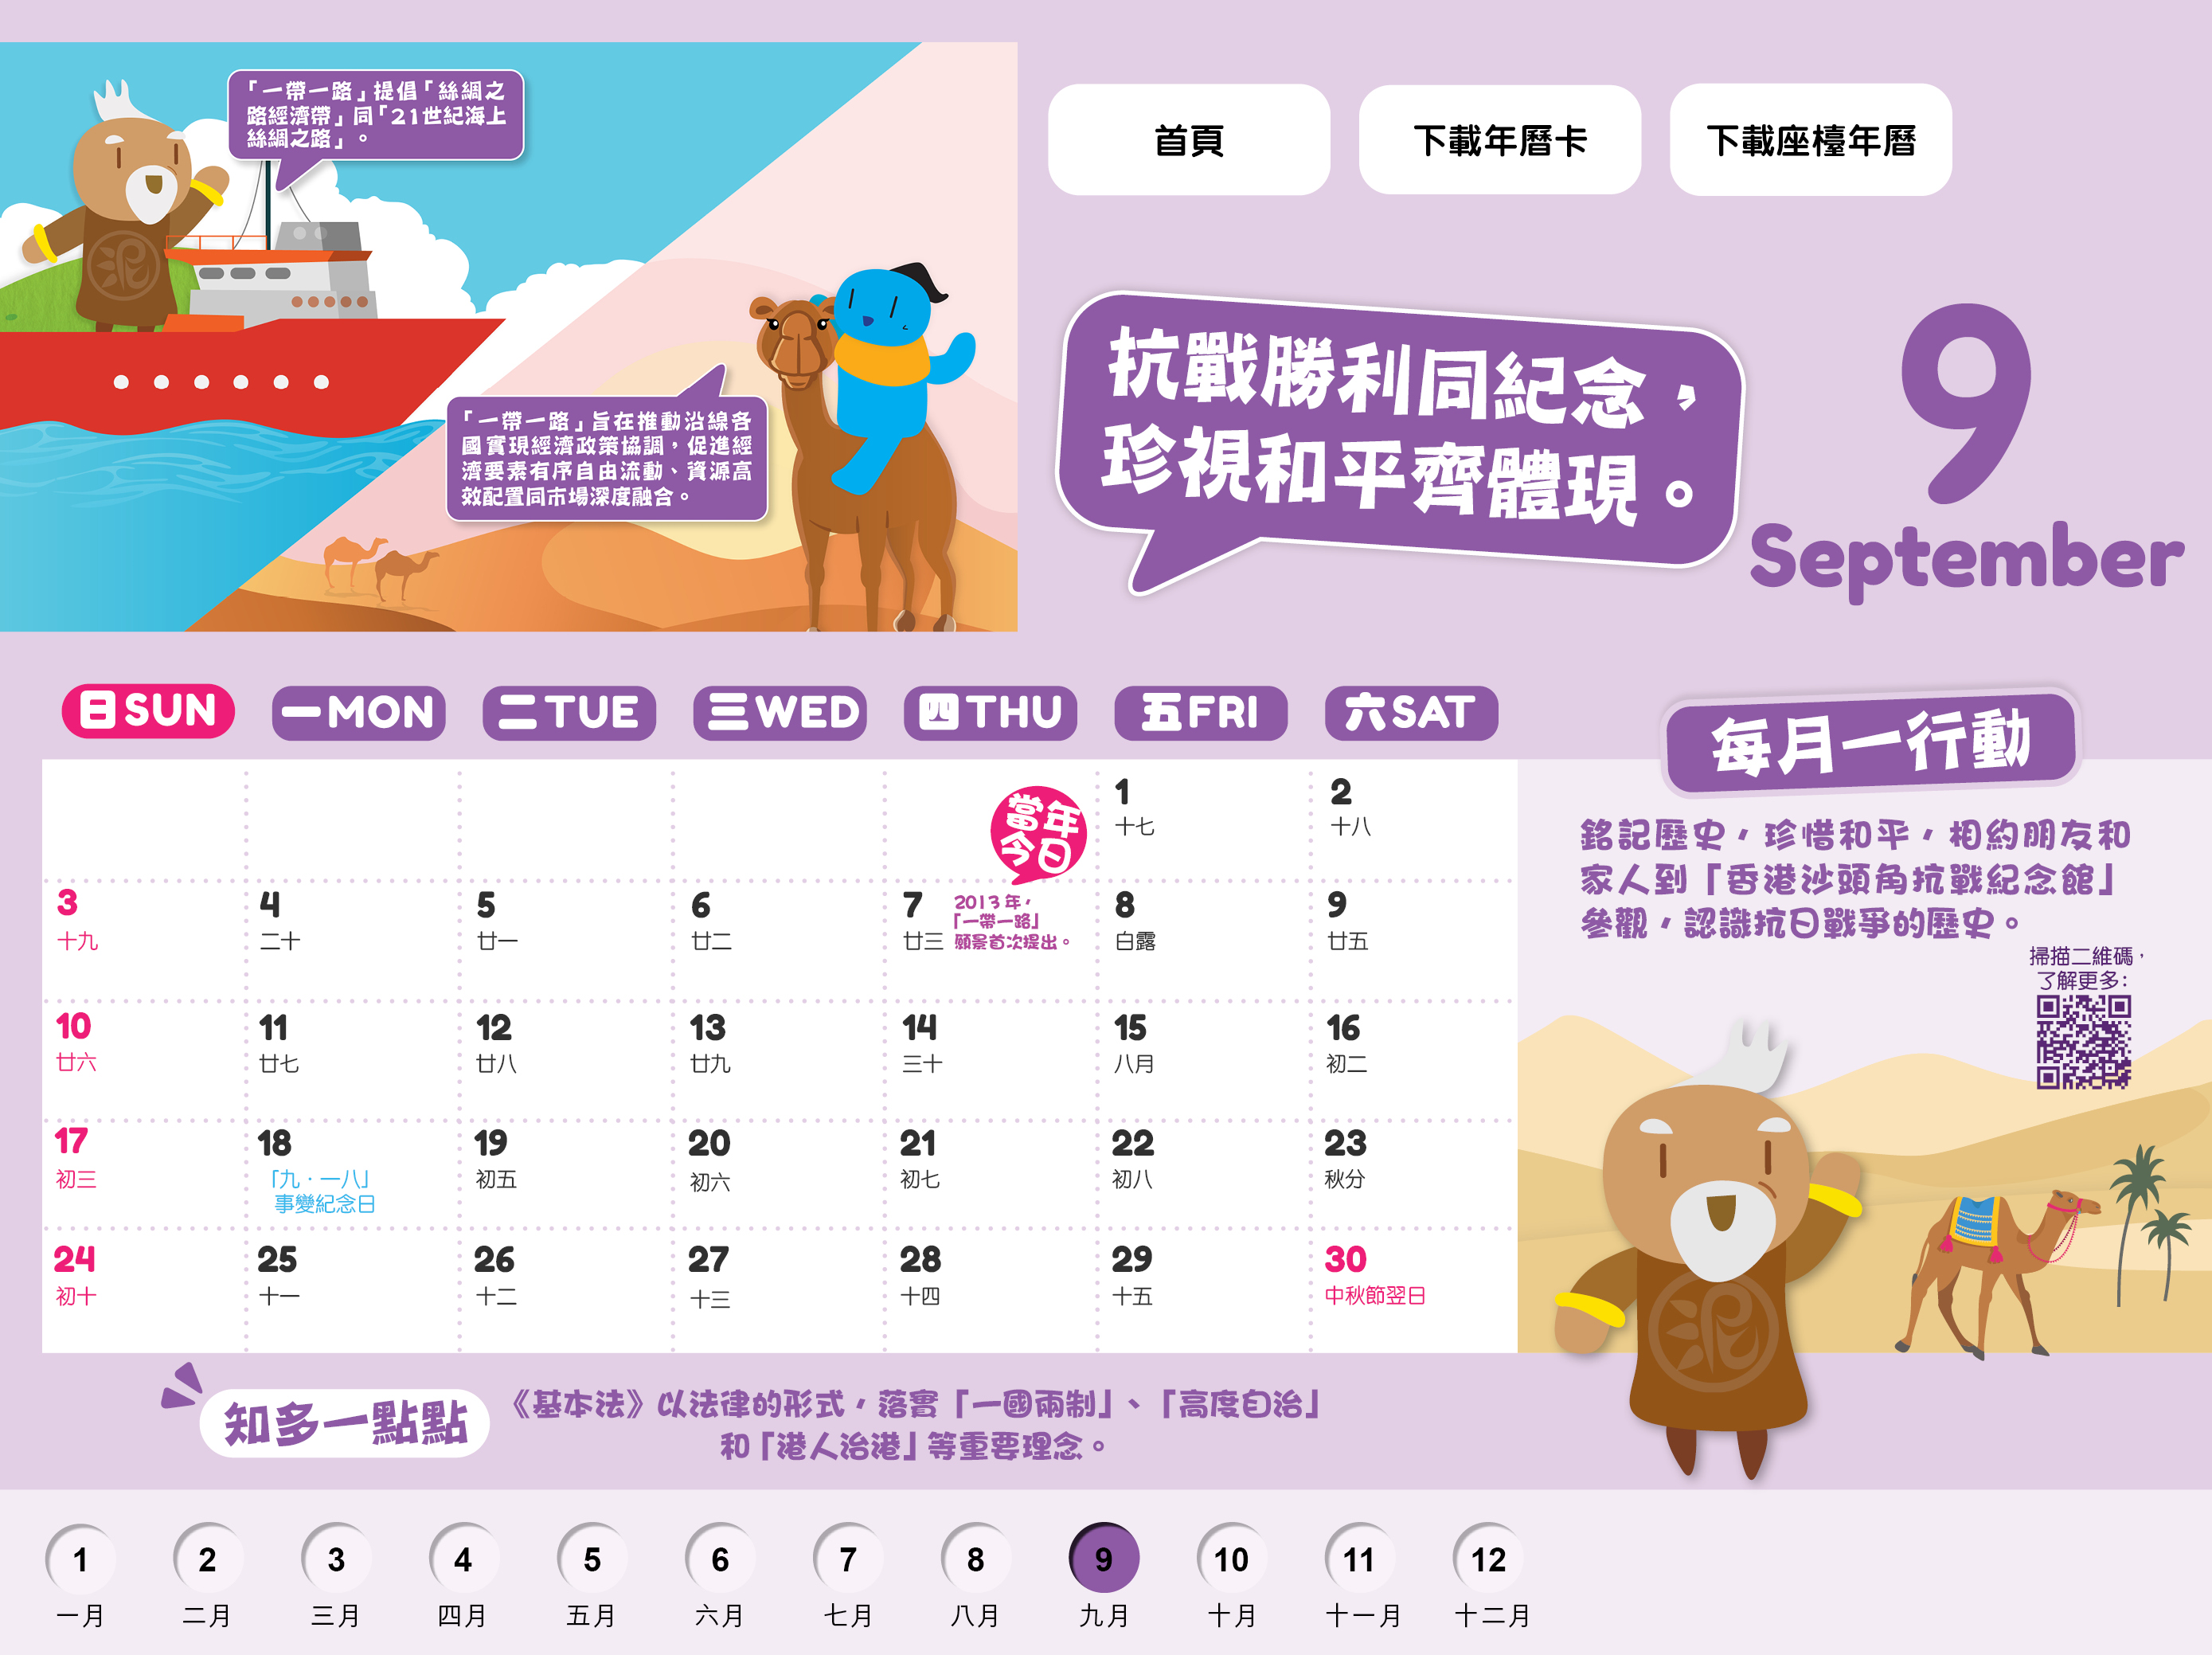 「一帶一路」提倡「絲綢之
路經濟帶」同「21世紀海上
絲綢之路」。
「一帶一路」旨在推動沿線各
國實現經濟政策協調，促進經
濟要素有序自由流動、資源高
效配置同市場深度融合。
首頁
下載年曆卡
下載座檯年曆
抗戰勝利同紀念，
珍視和平齊體現。
9
September
日SUN 一MON 二TUE 三WED 四THU 五FRI 六SAT
當年
今日
1 2
十七 十八
3 4 5 6 7 8 9
十九 二十 廿一 廿二 廿三 白露 廿五
2013年，
「一帶一路」
願景首次提出。
10 11 12 13 14 15 16
廿六 廿七 廿八 廿九 三十 八月 初二
17 18 19 20 21 22 23
初三 「九．一八」 初五 初六 初七 初八 秋分
事變紀念日
24 25 26 27 28 29 30
初十 十一 十二 十三 十四 十五 中秋節翌日
每月一行動
銘記歷史，珍惜和平，相約朋友和
家人到「香港沙頭角抗戰紀念館」
參觀，認識抗日戰爭的歷史。
掃描二維碼，
了解更多：
知多一點點
《基本法》以法律的形式，落實「一國兩制」、「高度自治」
和「港人治港」等重要理念。
1 2 3 4 5 6 7 8 9 10 11 12
一月 二月 三月 四月 五月 六月 七月 八月 九月 十月 十一月 十二月